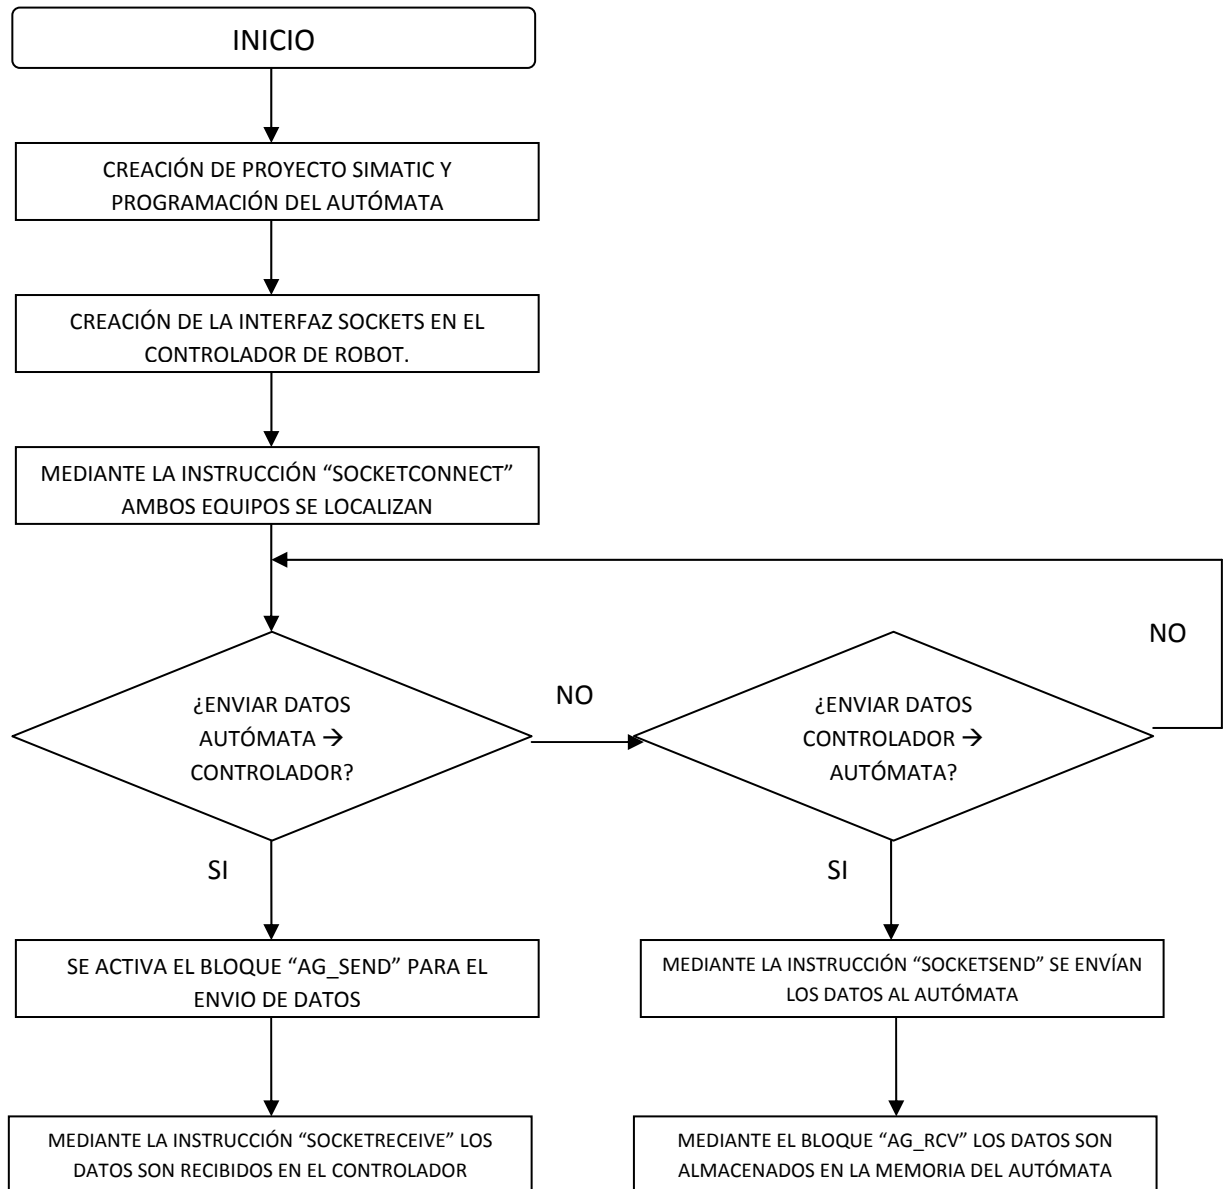 INICIO
CREACIÓN DE PROYECTO SIMATIC Y
PROGRAMACIÓN DEL AUTÓMATA
CREACIÓN DE LA INTERFAZ SOCKETS EN EL
CONTROLADOR DE ROBOT.
MEDIANTE LA INSTRUCCIÓN “SOCKETCONNECT”
AMBOS EQUIPOS SE LOCALIZAN
¿ENVIAR DATOS
AUTÓMATA →
CONTROLADOR?
NO
¿ENVIAR DATOS
CONTROLADOR →
AUTÓMATA?
NO
SI
SI
SE ACTIVA EL BLOQUE “AG_SEND” PARA EL
ENVIO DE DATOS
MEDIANTE LA INSTRUCCIÓN “SOCKETSEND” SE ENVÍAN
LOS DATOS AL AUTÓMATA
MEDIANTE LA INSTRUCCIÓN “SOCKETRECEIVE” LOS
DATOS SON RECIBIDOS EN EL CONTROLADOR
MEDIANTE EL BLOQUE “AG_RCV” LOS DATOS SON
ALMACENADOS EN LA MEMORIA DEL AUTÓMATA